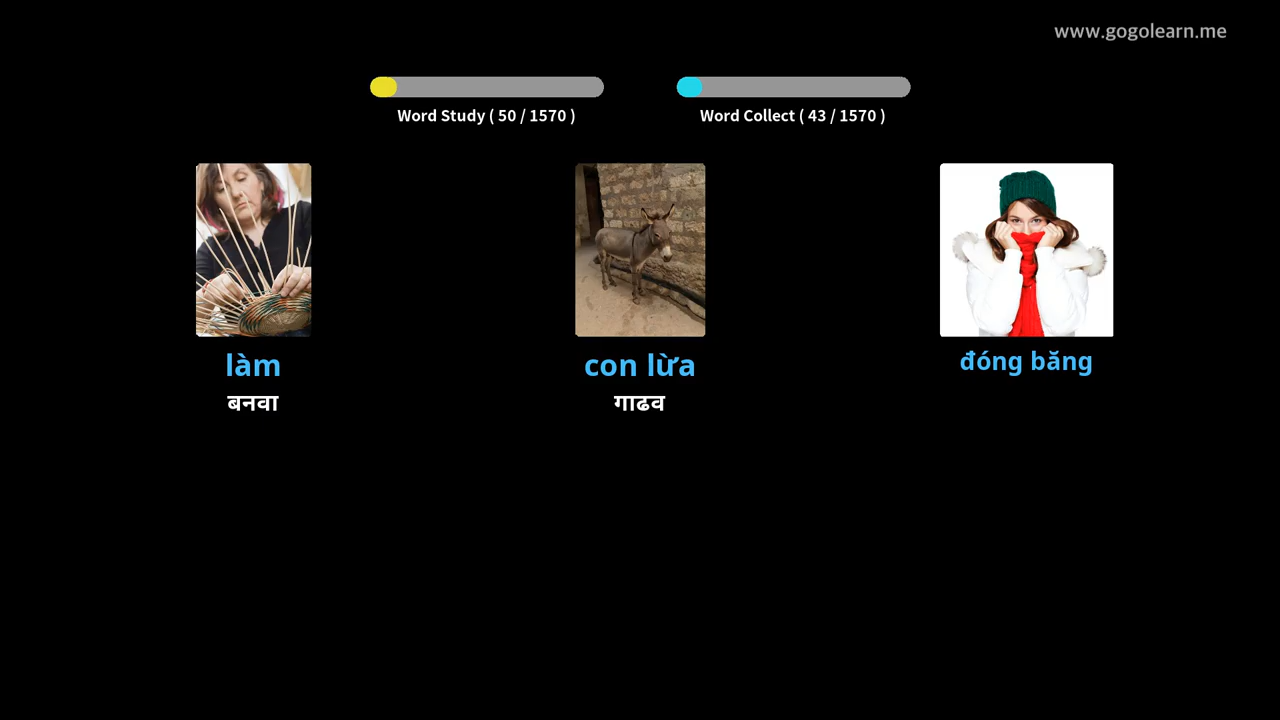 www.gogolearn.me
Word Study ( 50 / 1570 )
Word Collect ( 43 / 1570 )
làm
con lừa
đóng băng
बनवा
गाढव